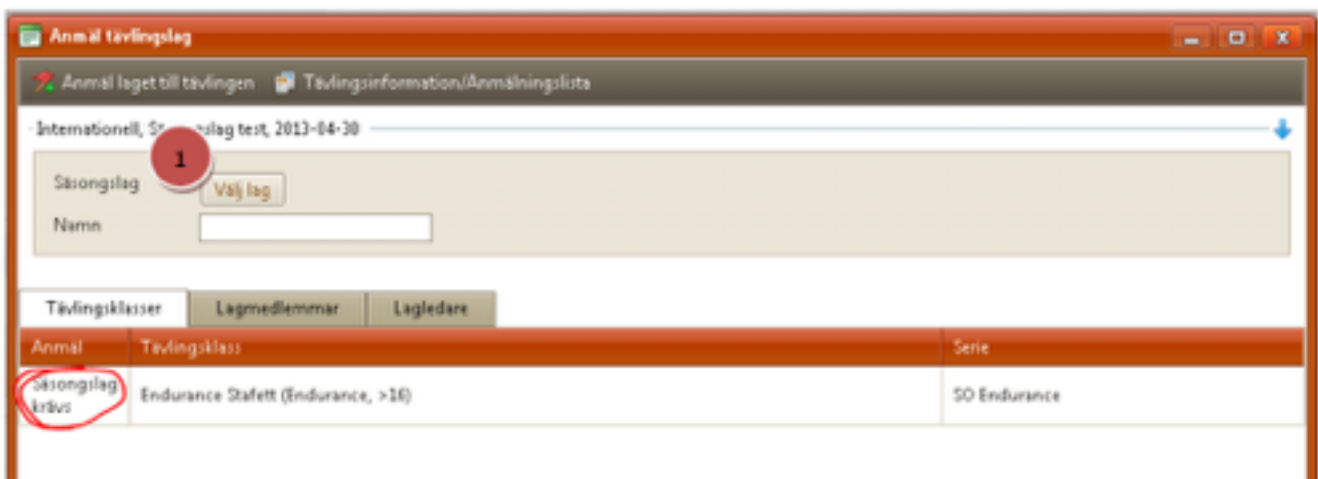 Anmäl tävlingslag
Anmäl laget till tävlingen Tävlingsinformation/Anmälningslista
Internationell, slag test, 2013-04-30
1
Säsongslag Välj lag
Namn
Tävlingsklasser Lagmedlemmar Lagledare
Anmäl Tävlingsklass Serie
Säsongslag
krävs
Endurance Stafett (Endurance, >16) SO Endurance